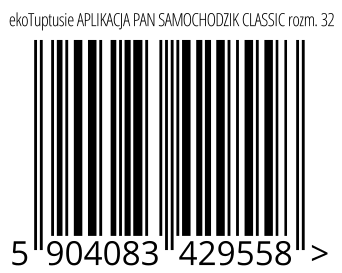 ekoTuptusie APLIKACJA PAN SAMOCHODZIK CLASSIC rozm. 32
5 904083 429558 >